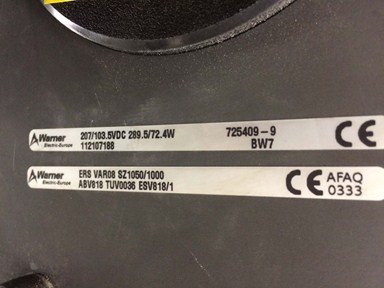 Warner Electric-Europe 207/103.5VDC 289.5/72.4W 725409-9 CE
112107188 BW7
Warner Electric-Europe ERS VAR08 SZ1050/1000 CE AFAQ
ABV818 TUV0036 ESV818/1 0333